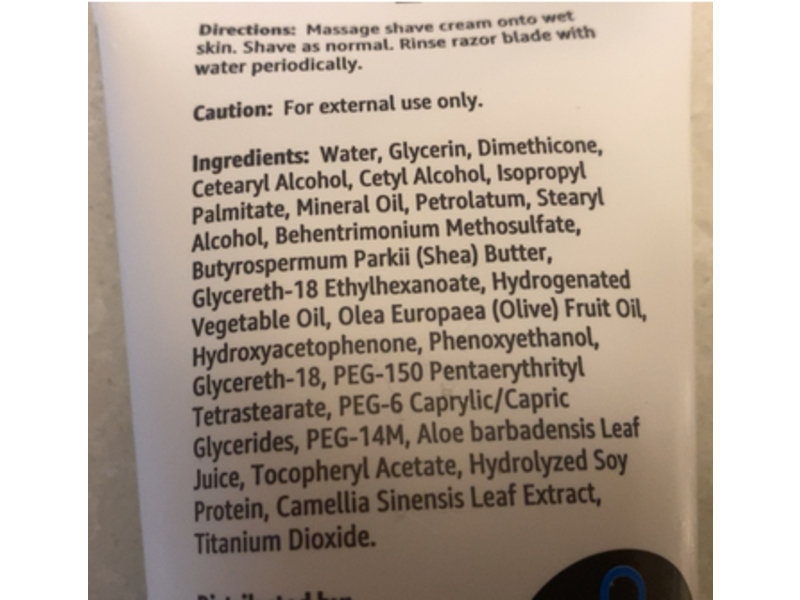 Directions: Massage shave cream onto wet
skin. Shave as normal. Rinse razor blade with
water periodically.
Caution: For external use only.
Ingredients: Water, Glycerin, Dimethicone,
Cetearyl Alcohol, Cetyl Alcohol, Isopropyl
Palmitate, Mineral Oil, Petrolatum, Stearyl
Alcohol, Behentrimonium Methosulfate,
Butyrospermum Parkii (Shea) Butter,
Glycereth-18 Ethylhexanoate, Hydrogenated
Vegetable Oil, Olea Europaea (Olive) Fruit Oil,
Hydroxyacetophenone, Phenoxyethanol,
Glycereth-18, PEG-150 Pentaerythrityl
Tetrastearate, PEG-6 Caprylic/Capric
Glycerides, PEG-14M, Aloe barbadensis Leaf
Juice, Tocopheryl Acetate, Hydrolyzed Soy
Protein, Camellia Sinensis Leaf Extract,
Titanium Dioxide.